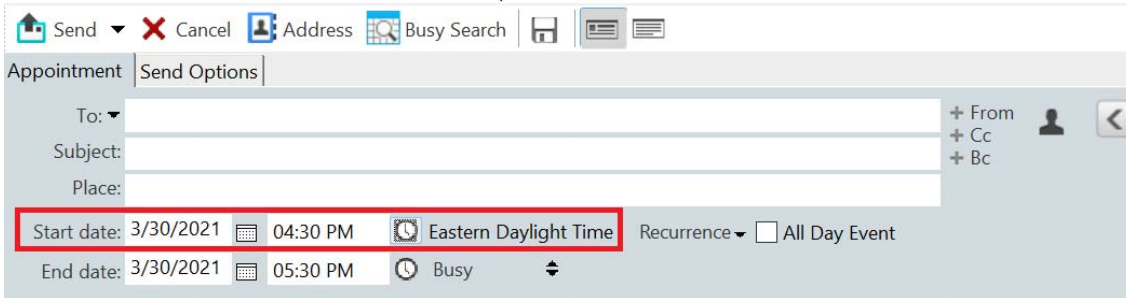 Send Cancel Address Busy Search
Appointment Send Options
To: + From
+ Cc
Subject: + Bc
Place:
Start date: 3/30/2021 04:30 PM Eastern Daylight Time Recurrence All Day Event
End date: 3/30/2021 05:30 PM Busy